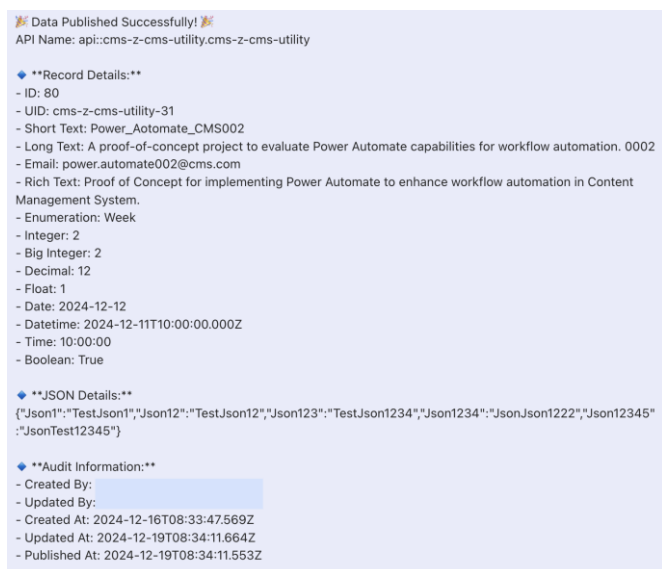 🎉 Data Published Successfully! 🎉
API Name: api::cms-z-cms-utility.cms-z-cms-utility
🔹 **Record Details:**
- ID: 80
- UID: cms-z-cms-utility-31
- Short Text: Power_Aotomate_CMS002
- Long Text: A proof-of-concept project to evaluate Power Automate capabilities for workflow automation. 0002
- Email: power.automate002@cms.com
- Rich Text: Proof of Concept for implementing Power Automate to enhance workflow automation in Content
Management System.
- Enumeration: Week
- Integer: 2
- Big Integer: 2
- Decimal: 12
- Float: 1
- Date: 2024-12-12
- Datetime: 2024-12-11T10:00:00.000Z
- Time: 10:00:00
- Boolean: True
🔹 **JSON Details:**
{"Json1":"TestJson1","Json12":"TestJson12","Json123":"TestJson1234","Json1234":"JsonJson1222","Json12345"
:"JsonTest12345"}
🔹 **Audit Information:**
- Created By:
- Updated By:
- Created At: 2024-12-16T08:33:47.569Z
- Updated At: 2024-12-19T08:34:11.664Z
- Published At: 2024-12-19T08:34:11.553Z